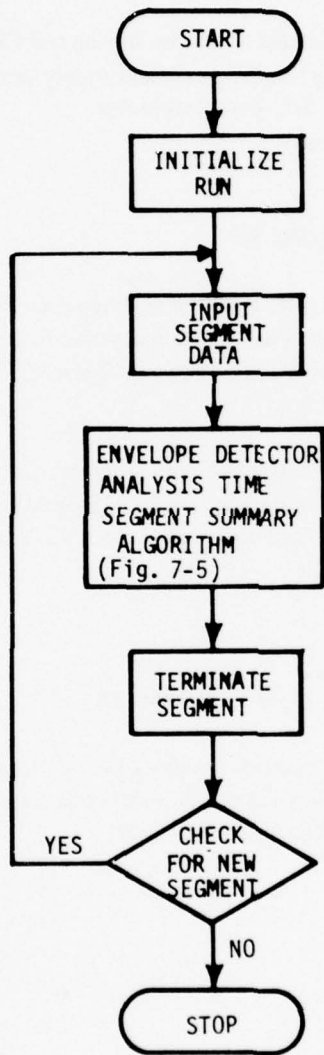 START
INITIALIZE
RUN
INPUT
SEGMENT
DATA
ENVELOPE DETECTOR
ANALYSIS TIME
SEGMENT SUMMARY
ALGORITHM
(Fig. 7-5)
TERMINATE
SEGMENT
CHECK
FOR NEW
SEGMENT
YES
NO
STOP